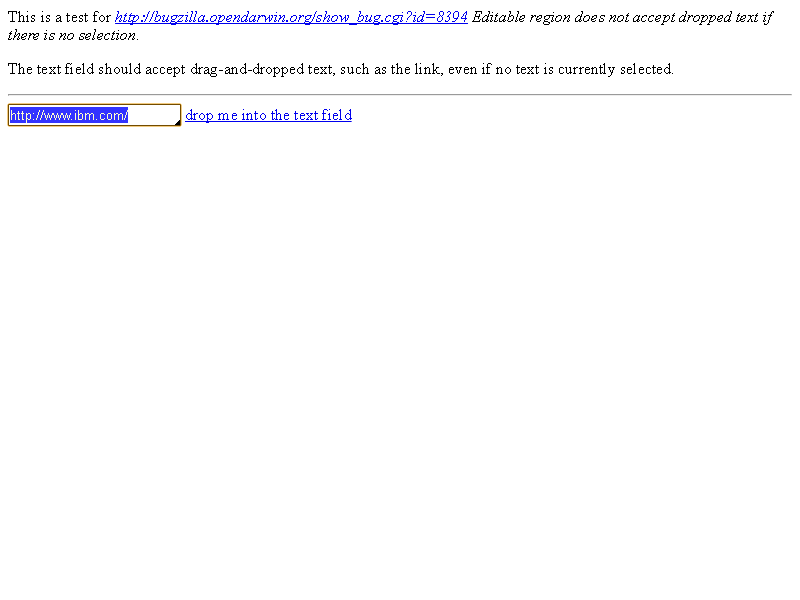 This is a test for http://bugzilla.opendarwin.org/show_bug.cgi?id=8394 Editable region does not accept dropped text if
there is no selection.
The text field should accept drag-and-dropped text, such as the link, even if no text is currently selected.
http://www.ibm.com/ drop me into the text field